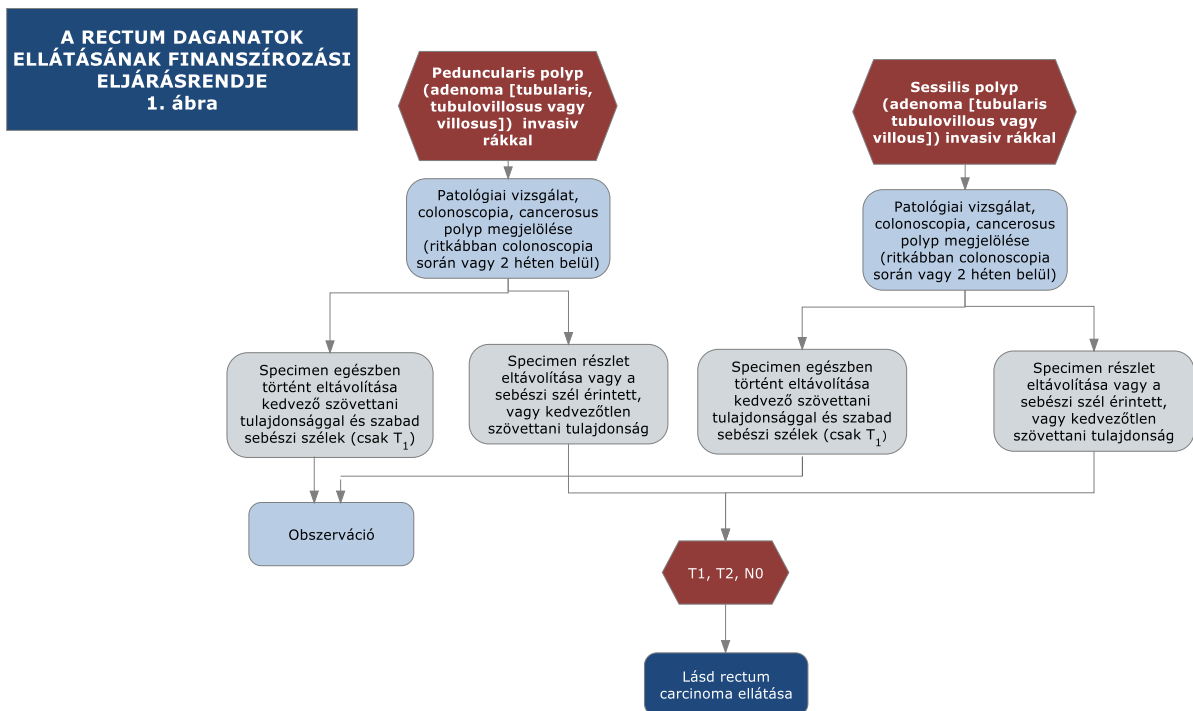 A RECTUM DAGANATOK
ELLÁTÁSÁNAK FINANSZÍROZÁSI
ELJÁRÁSRENDJE
1. ábra
Peduncularis polyp
(adenoma [tubularis,
tubulovillosus vagy
villosus]) invasiv
rákkal
Sessilis polyp
(adenoma [tubularis
tubulovillous vagy
villous]) invasiv rákkal
Patológiai vizsgálat,
colonoscopia, cancerosus
polyp megjelölése
(ritkábban colonoscopia
során vagy 2 héten belül)
Patológiai vizsgálat,
colonoscopia, cancerosus
polyp megjelölése
(ritkábban colonoscopia
során vagy 2 héten belül)
Specimen egészben
történt eltávolítása
kedvező szövettani
tulajdonsággal és szabad
sebészi szélek (csak T1)
Specimen részlet
eltávolítása vagy a
sebészi szél érintett,
vagy kedvezőtlen
szövettani tulajdonság
Specimen egészben
történt eltávolítása
kedvező szövettani
tulajdonsággal és szabad
sebészi szélek (csak T1)
Specimen részlet
eltávolítása vagy a
sebészi szél érintett,
vagy kedvezőtlen
szövettani tulajdonság
Obszerváció
T1, T2, N0
Lásd rectum
carcinoma ellátása